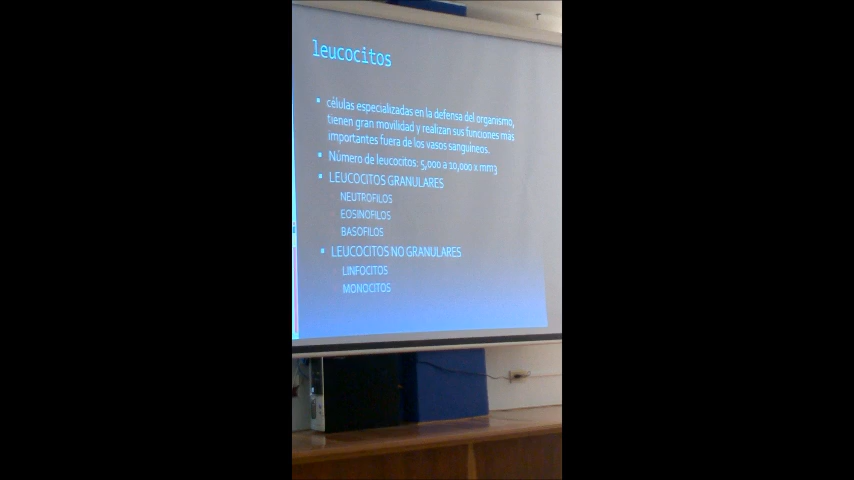 leucocitos
células especializadas en la defensa del organismo,
tienen gran movilidad y realizan sus funciones más
importantes fuera de los vasos sanguíneos.
Número de leucocitos: 5,000 a 10,000 x mm3
LEUCOCITOS GRANULARES
NEUTROFILOS
EOSINOFILOS
BASOFILOS
LEUCOCITOS NO GRANULARES
LINFOCITOS
MONOCITOS